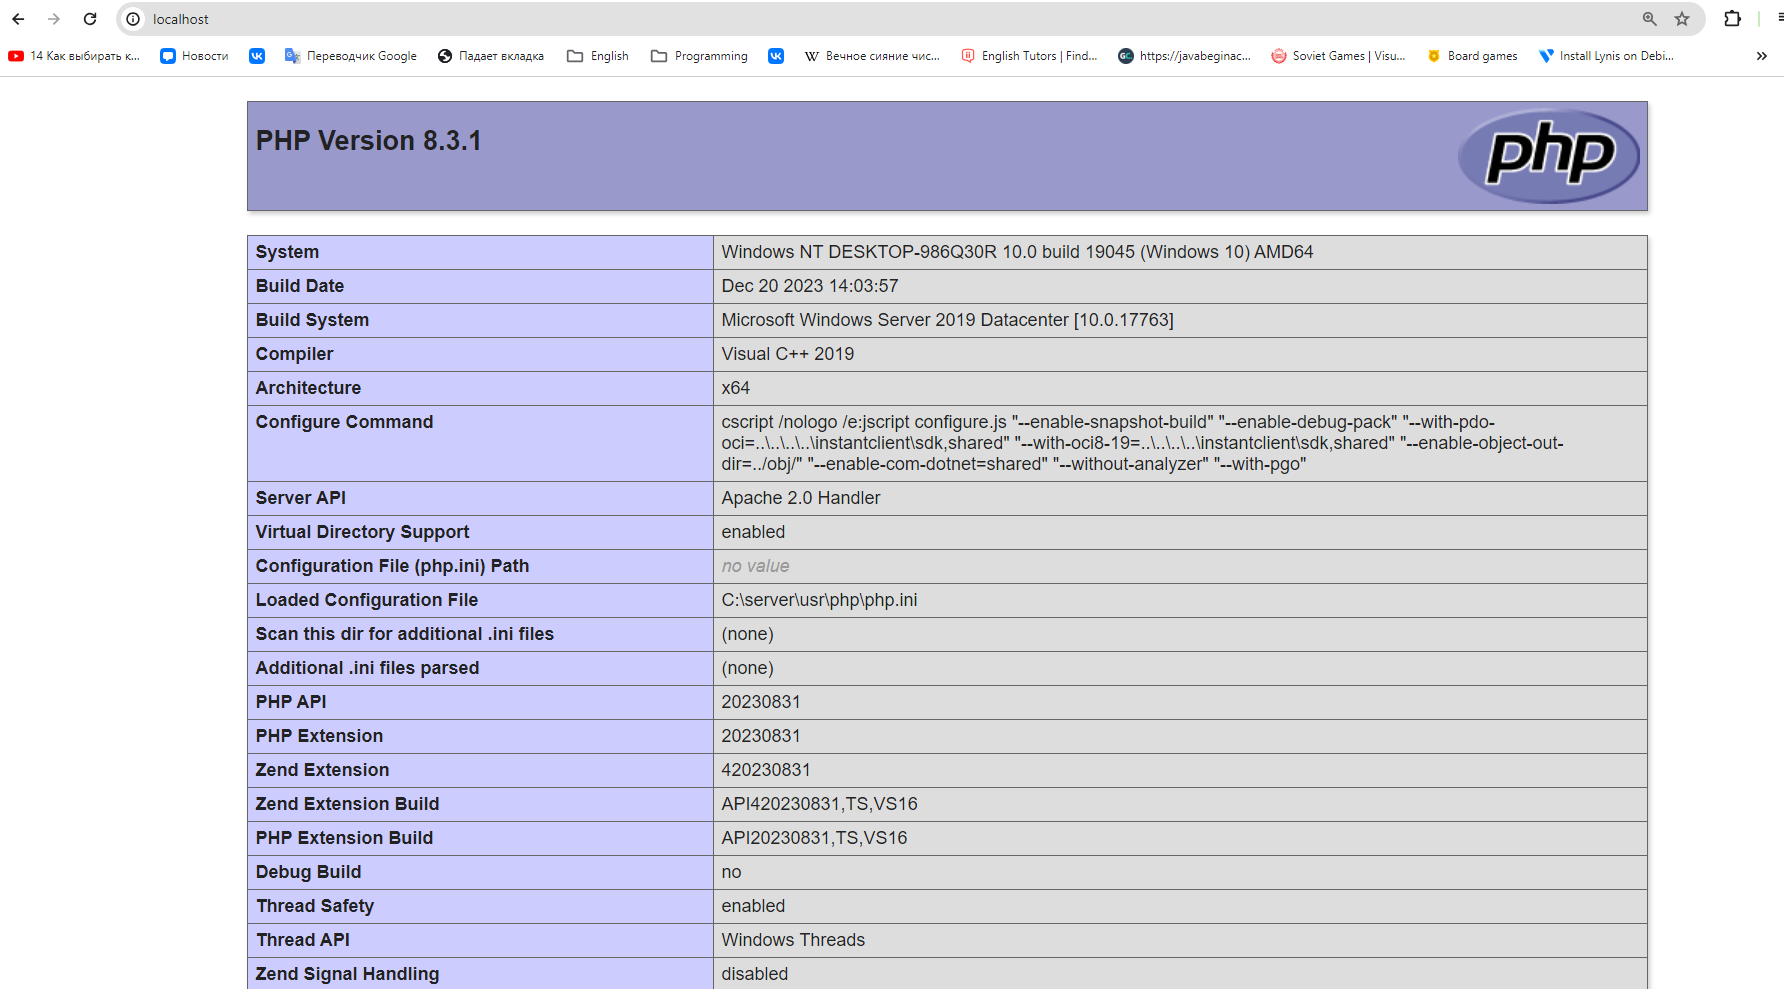 localhost
14 Как выбирать к... Новости Переводчик Google Падает вкладка English Programming Вечное сияние чис... English Tutors | Find... https://javabeginac... Soviet Games | Visu... Board games Install Lynis on Debi... »
PHP Version 8.3.1
php
System Windows NT DESKTOP-986Q30R 10.0 build 19045 (Windows 10) AMD64
Build Date Dec 20 2023 14:03:57
Build System Microsoft Windows Server 2019 Datacenter [10.0.17763]
Compiler Visual C++ 2019
Architecture x64
Configure Command cscript /nologo /e:jscript configure.js "--enable-snapshot-build" "--enable-debug-pack" "--with-pdo-
oci=..\..\..\..\instantclient\sdk,shared" "--with-oci8-19=..\..\..\..\instantclient\sdk,shared" "--enable-object-out-
dir=../obj/" "--enable-com-dotnet=shared" "--without-analyzer" "--with-pgo"
Server API Apache 2.0 Handler
Virtual Directory Support enabled
Configuration File (php.ini) Path no value
Loaded Configuration File C:\server\usr\php\php.ini
Scan this dir for additional .ini files (none)
Additional .ini files parsed (none)
PHP API 20230831
PHP Extension 20230831
Zend Extension 420230831
Zend Extension Build API420230831,TS,VS16
PHP Extension Build API20230831,TS,VS16
Debug Build no
Thread Safety enabled
Thread API Windows Threads
Zend Signal Handling disabled